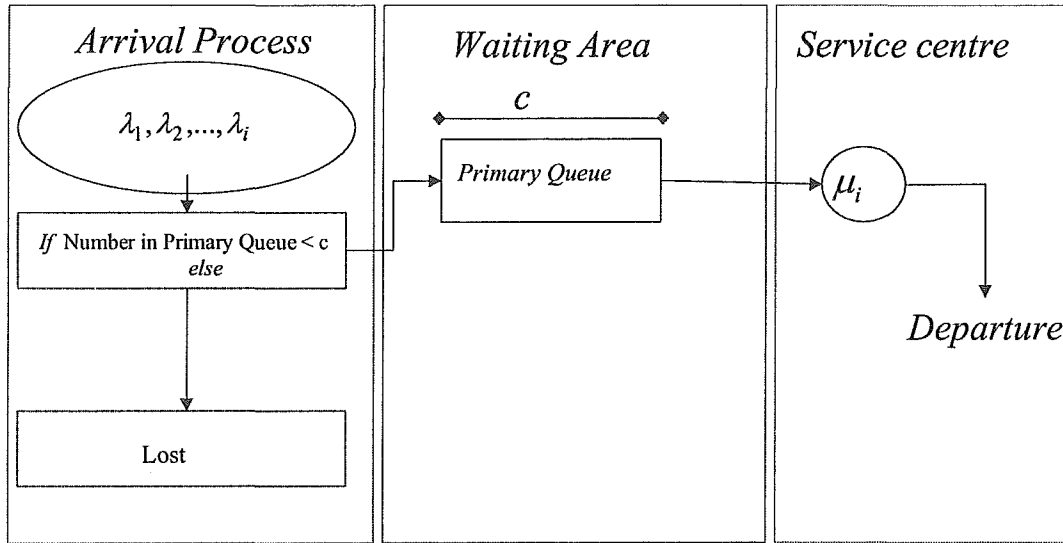 Arrival Process
λ₁, λ₂,..., λᵢ
If Number in Primary Queue < c
else
Lost
Waiting Area
c
Primary Queue
Service centre
μᵢ
Departure